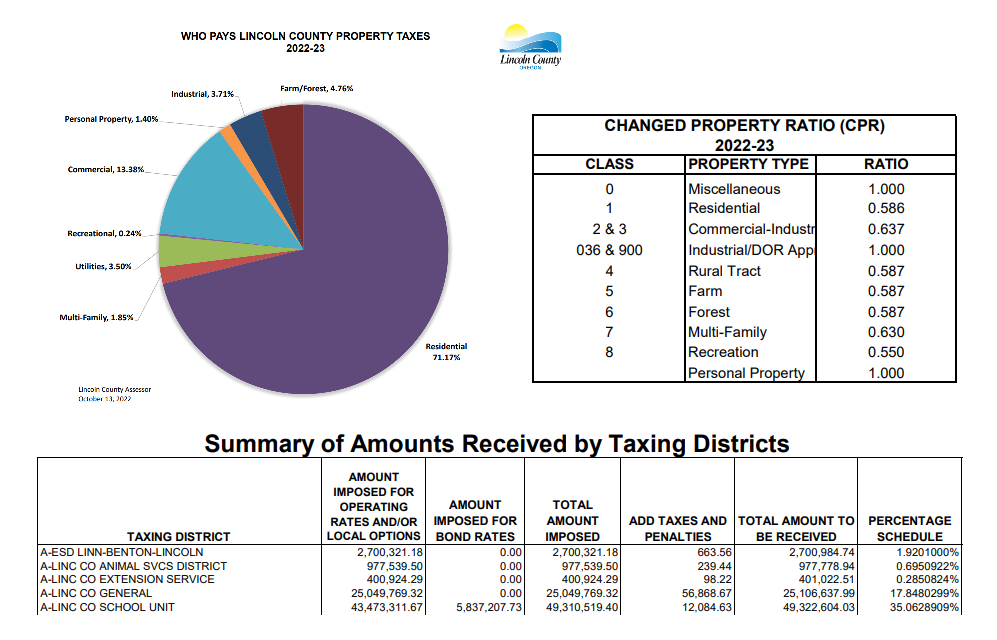 WHO PAYS LINCOLN COUNTY PROPERTY TAXES
2022-23
Lincoln County
OREGON
Farm/Forest, 4.76%
Industrial, 3.71%
Personal Property, 1.40%
Commercial, 13.38%
Recreational, 0.24%
Utilities, 3.50%
Multi-Family, 1.85%
Residential
71.17%
Lincoln County Assessor
October 13, 2022
CHANGED PROPERTY RATIO (CPR)
2022-23
CLASS PROPERTY TYPE RATIO
0 Miscellaneous 1.000
1 Residential 0.586
2 & 3 Commercial-Industr 0.637
036 & 900 Industrial/DOR App 1.000
4 Rural Tract 0.587
5 Farm 0.587
6 Forest 0.587
7 Multi-Family 0.630
8 Recreation 0.550
Personal Property 1.000
Summary of Amounts Received by Taxing Districts
AMOUNT
IMPOSED FOR
OPERATING AMOUNT TOTAL
RATES AND/OR IMPOSED FOR AMOUNT ADD TAXES AND TOTAL AMOUNT TO PERCENTAGE
TAXING DISTRICT LOCAL OPTIONS BOND RATES IMPOSED PENALTIES BE RECEIVED SCHEDULE
A-ESD LINN-BENTON-LINCOLN 2,700,321.18 0.00 2,700,321.18 663.56 2,700,984.74 1.9201000%
A-LINC CO ANIMAL SVCS DISTRICT 977,539.50 0.00 977,539.50 239.44 977,778.94 0.6950922%
A-LINC CO EXTENSION SERVICE 400,924.29 0.00 400,924.29 98.22 401,022.51 0.2850824%
A-LINC CO GENERAL 25,049,769.32 0.00 25,049,769.32 56,868.67 25,106,637.99 17.8480299%
A-LINC CO SCHOOL UNIT 43,473,311.67 5,837,207.73 49,310,519.40 12,084.63 49,322,604.03 35.0628909%